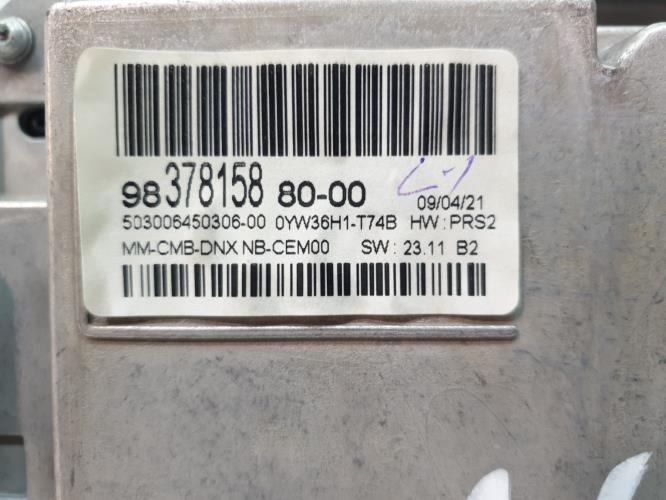 98 378158 80-00 09/04/21
503006450306-00 0YW36H1-T74B HW : PRS2
MM-CMB-DNX NB-CEM00 SW : 23.11 B2